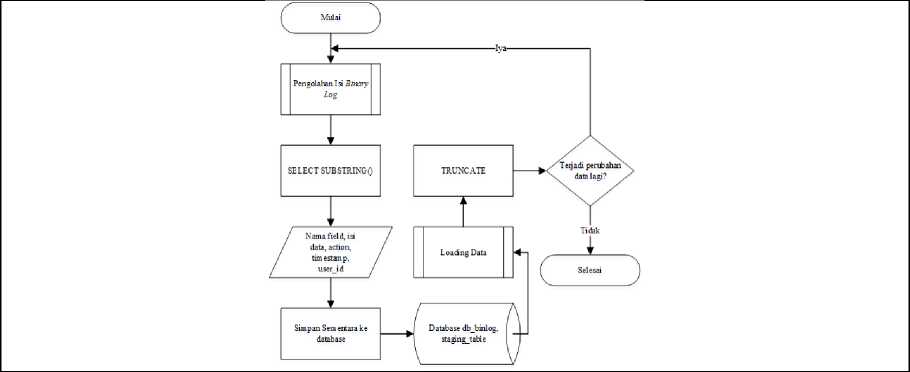 Mulai
Iya
Pengolahan Isi Binary
Log
SELECT SUBSTRING()
TRUNCATE
Terjadi perubahan
data lagi?
Nama field, isi
data, action,
timestamp,
user_id
Loading Data
Tidak
Selesai
Simpan Sementara ke
database
Database db_binlog,
staging_table